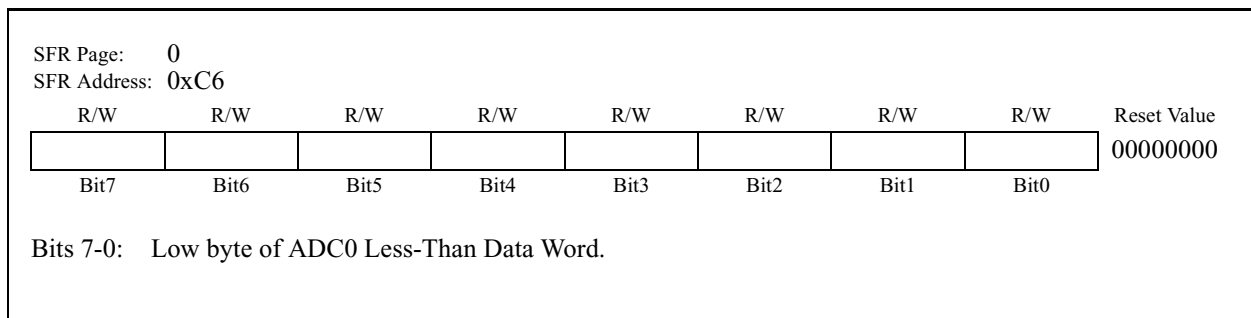 SFR Page: 0
SFR Address: 0xC6
R/W R/W R/W R/W R/W R/W R/W R/W Reset Value
00000000
Bit7 Bit6 Bit5 Bit4 Bit3 Bit2 Bit1 Bit0
Bits 7-0: Low byte of ADC0 Less-Than Data Word.